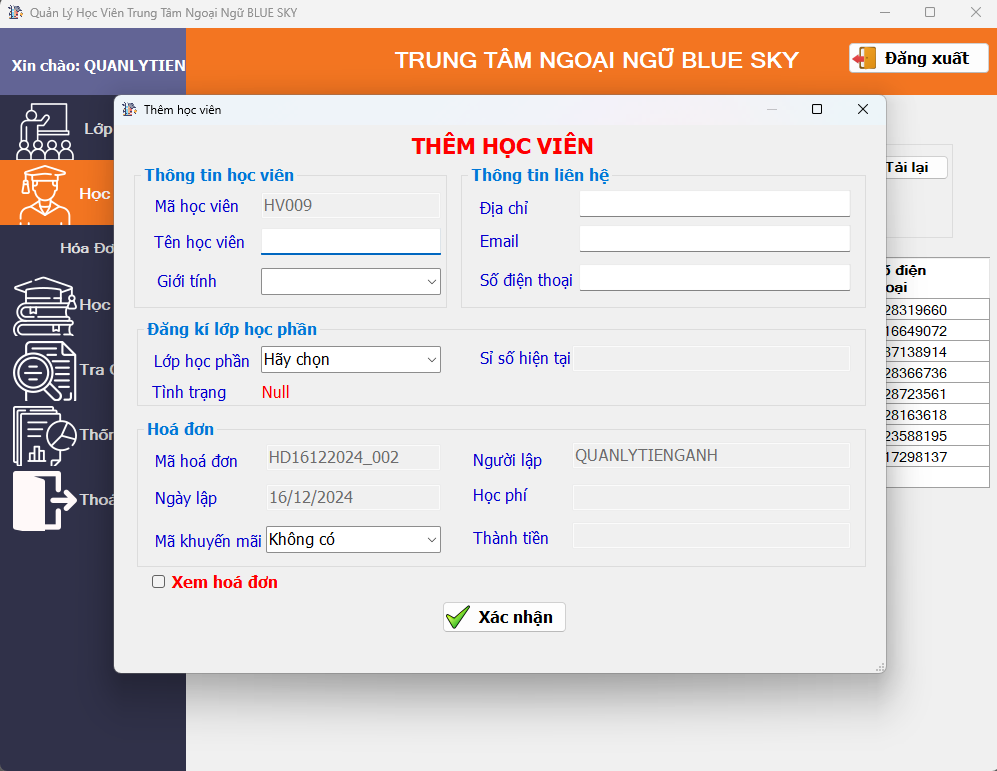 Quản Lý Học Viên Trung Tâm Ngoại Ngữ BLUE SKY
Xin chào: QUANLYTIEN
TRUNG TÂM NGOẠI NGỮ BLUE SKY
Đăng xuất
Lớp
Học
Hóa Đơ
Học
Tra
Thốn
Thoá
Tải lại
điện
28319660
16649072
37138914
28366736
28723561
28163618
23588195
17298137
Thêm học viên
THÊM HỌC VIÊN
Thông tin học viên
Mã học viên HV009
Tên học viên
Giới tính
Thông tin liên hệ
Địa chỉ
Email
Số điện thoại
Đăng kí lớp học phần
Lớp học phần Hãy chọn
Sỉ số hiện tại
Tình trạng Null
Hoá đơn
Mã hoá đơn HD16122024_002
Người lập QUANLYTIENGANH
Ngày lập 16/12/2024
Học phí
Mã khuyến mãi Không có
Thành tiền
Xem hoá đơn
Xác nhận